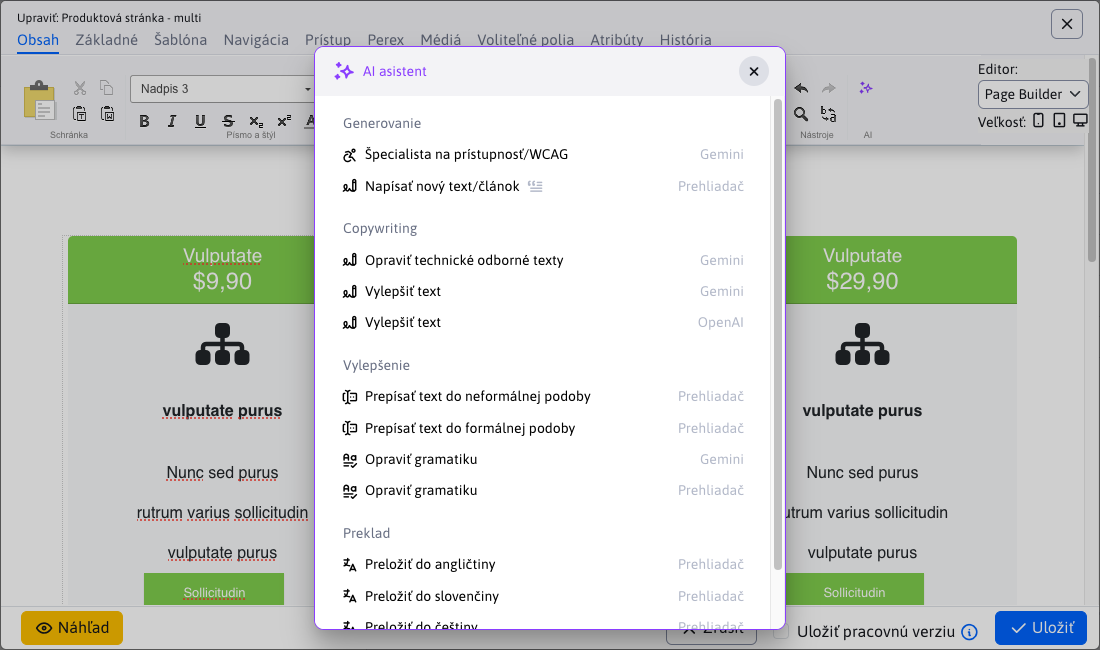 Upraviť: Produktová stránka - multi
Obsah Základné Šablóna Navigácia Prístup Perex Médiá Voliteľné polia Atribúty História
AI asistent
Editor:
Nadpis 3
Page Builder
Veľkosť:
B I U S x₂ x² A
Schránka Písmo a štýl Nástroje AI
Generovanie
Špecialista na prístupnosť/WCAG Gemini
Napísať nový text/článok Prehliadač
Copywriting
Opraviť technické odborné texty Gemini
Vylepšiť text Gemini
Vylepšiť text OpenAI
Vylepšenie
Prepísať text do neformálnej podoby Prehliadač
Prepísať text do formálnej podoby Prehliadač
Opraviť gramatiku Gemini
Opraviť gramatiku Prehliadač
Preklad
Preložiť do angličtiny Prehliadač
Preložiť do slovenčiny Prehliadač
Preložiť do češtiny Prehliadač
Vulputate
$9,90
vulputate purus
Nunc sed purus
rutrum varius sollicitudin
vulputate purus
Sollicitudin
Vulputate
$29,90
vulputate purus
Nunc sed purus
utrum varius sollicitudin
vulputate purus
Sollicitudin
Náhľad
Zrušiť
Uložiť pracovnú verziu
Uložiť